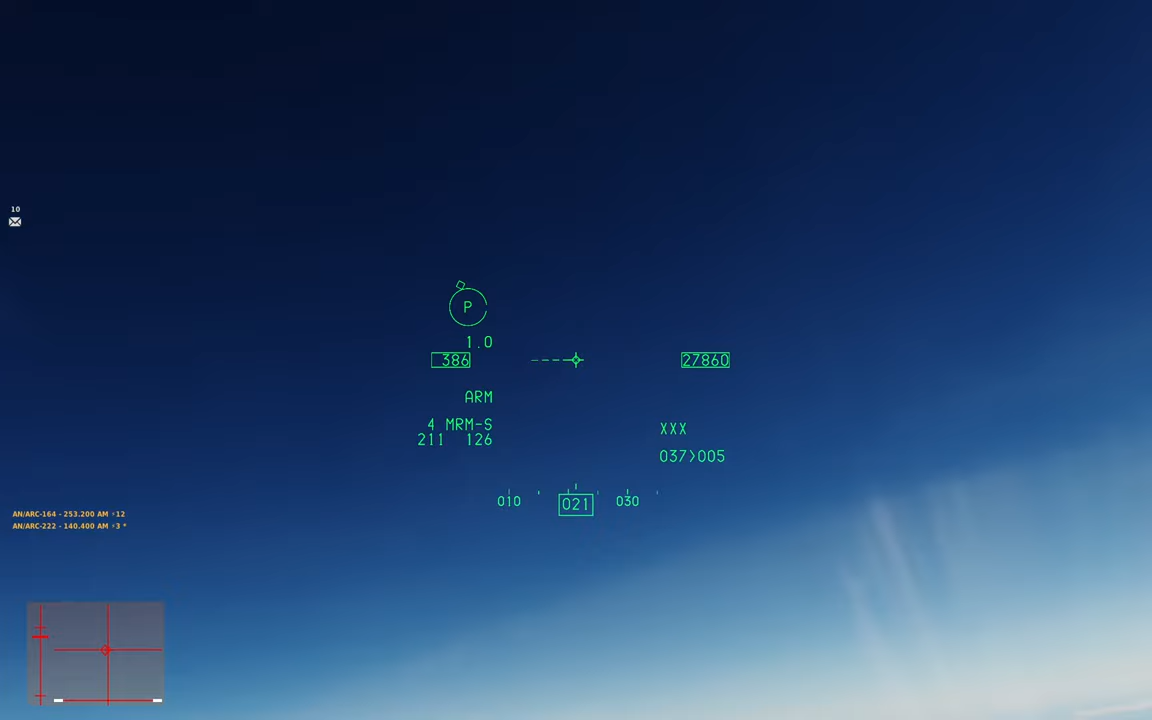 10
P
1.0
386
27860
ARM
4 MRM-S
XXX
211 126
037>005
010
021
030
AN/ARC-164 - 253.200 AM ⚡12
AN/ARC-222 - 140.400 AM ⚡3 *